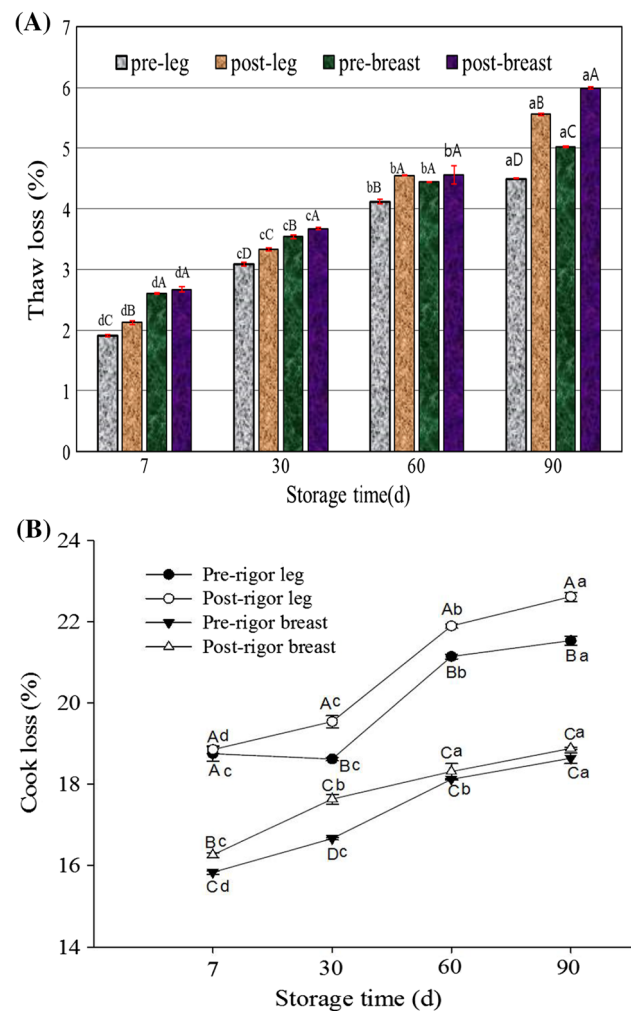 (A)
7
pre-leg post-leg pre-breast post-breast
6
5
4
3
2
1
0
Thaw loss (%)
dC dB dA dA
cD cC cB cA
bB bA bA bA
aD aB aC aA
7 30 60 90
Storage time(d)
(B)
24
22
20
18
16
14
Cook loss (%)
Pre-rigor leg
Post-rigor leg
Pre-rigor breast
Post-rigor breast
Ad Ac Ab Aa
Ac Bc Bb Ba
Bc Cb Ca Ca
Cd Dc Cb Ca
7 30 60 90
Storage time (d)